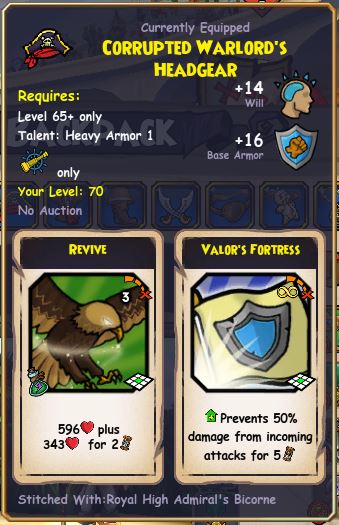 Currently Equipped
CORRUPTED WARLORD'S
HEADGEAR
+14
Will
Requires:
Level 65+ only
Talent: Heavy Armor 1
+16
Base Armor
only
Your Level: 70
No Auction
BACKPACK
REVIVE
3
596 plus
343 for 2
VALOR'S FORTRESS
Prevents 50%
damage from incoming
attacks for 5
Stitched With:Royal High Admiral's Bicorne